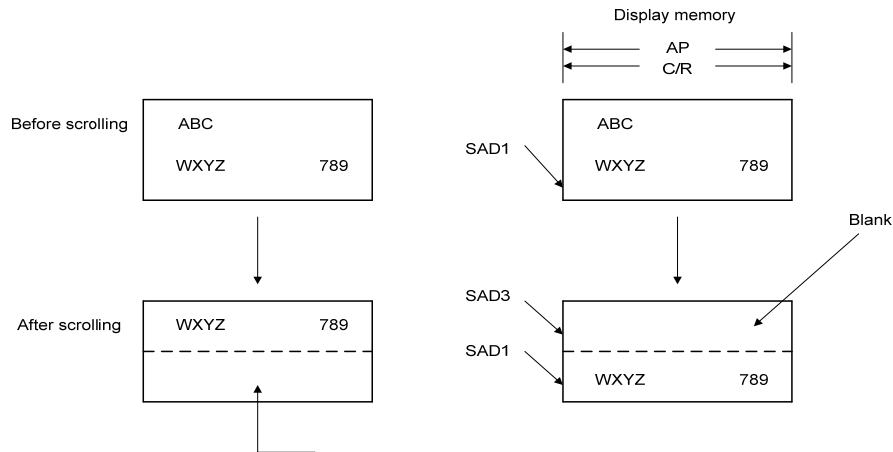 Display memory
AP
C/R
Before scrolling
ABC
WXYZ 789
SAD1
ABC
WXYZ 789
Blank
After scrolling
WXYZ 789
SAD3
SAD1
WXYZ 789